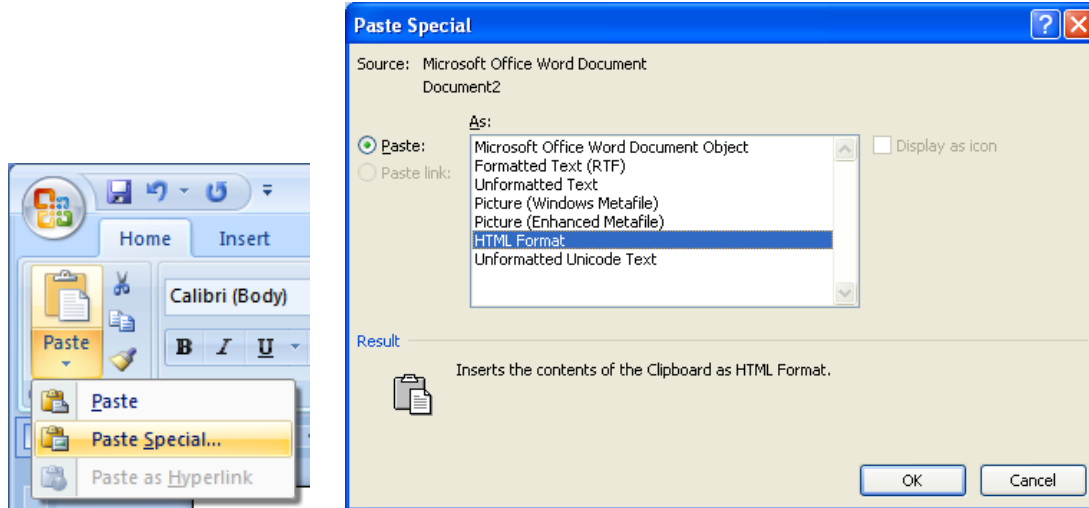 Home Insert
Calibri (Body)
Paste
B I U
Paste
Paste Special...
Paste as Hyperlink
Paste Special
Source: Microsoft Office Word Document
Document2
As:
Paste:
Paste link:
Microsoft Office Word Document Object
Formatted Text (RTF)
Unformatted Text
Picture (Windows Metafile)
Picture (Enhanced Metafile)
HTML Format
Unformatted Unicode Text
Display as icon
Result
Inserts the contents of the Clipboard as HTML Format.
OK Cancel